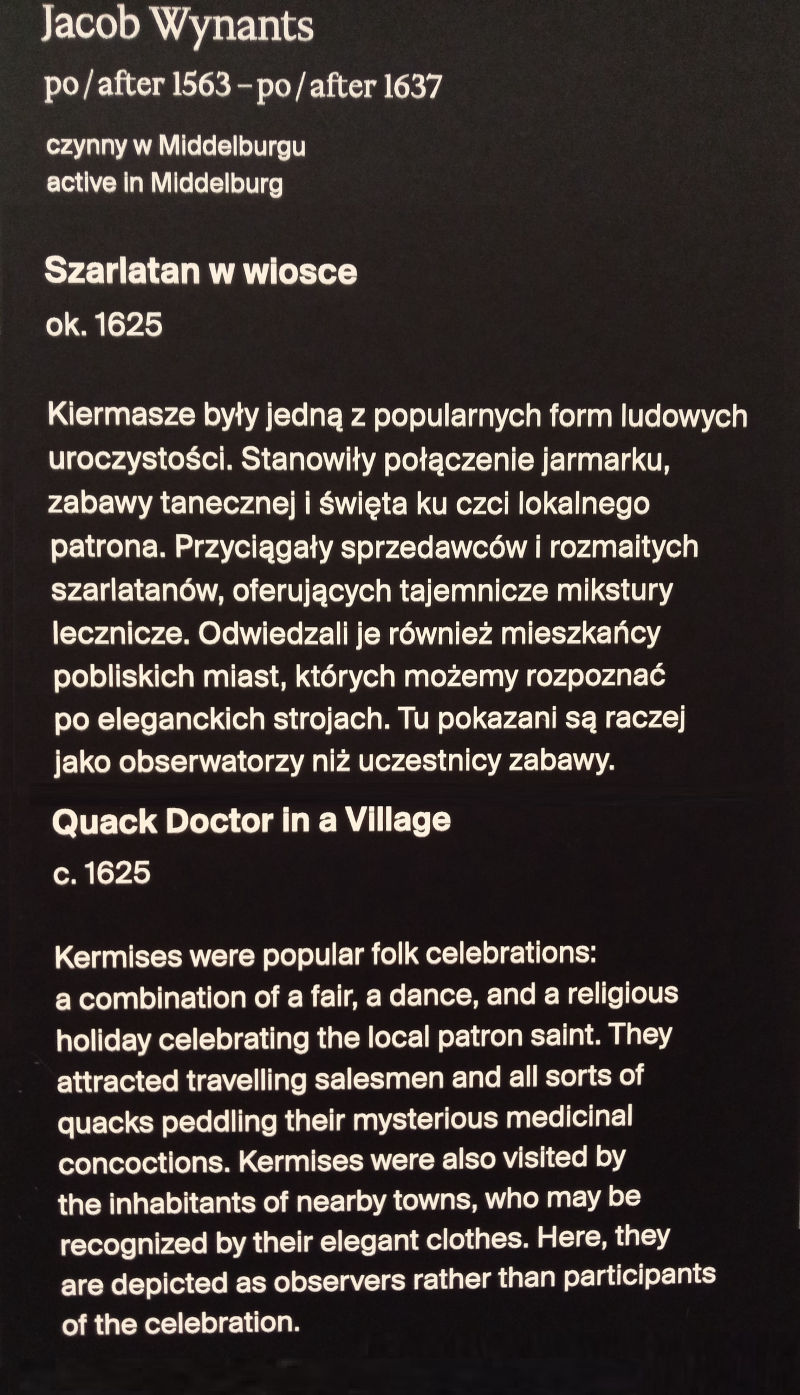 Jacob Wynants
po/after 1563–po/after 1637
czynny w Middelburgu
active in Middelburg
Szarlatan w wiosce
ok. 1625
Kiermasze były jedną z popularnych form ludowych
uroczystości. Stanowiły połączenie jarmarku,
zabawy tanecznej i święta ku czci lokalnego
patrona. Przyciągały sprzedawców i rozmaitych
szarlatanów, oferujących tajemnicze mikstury
lecznicze. Odwiedzali je również mieszkańcy
pobliskich miast, których możemy rozpoznać
po eleganckich strojach. Tu pokazani są raczej
jako obserwatorzy niż uczestnicy zabawy.
Quack Doctor in a Village
c. 1625
Kermises were popular folk celebrations:
a combination of a fair, a dance, and a religious
holiday celebrating the local patron saint. They
attracted travelling salesmen and all sorts of
quacks peddling their mysterious medicinal
concoctions. Kermises were also visited by
the inhabitants of nearby towns, who may be
recognized by their elegant clothes. Here, they
are depicted as observers rather than participants
of the celebration.